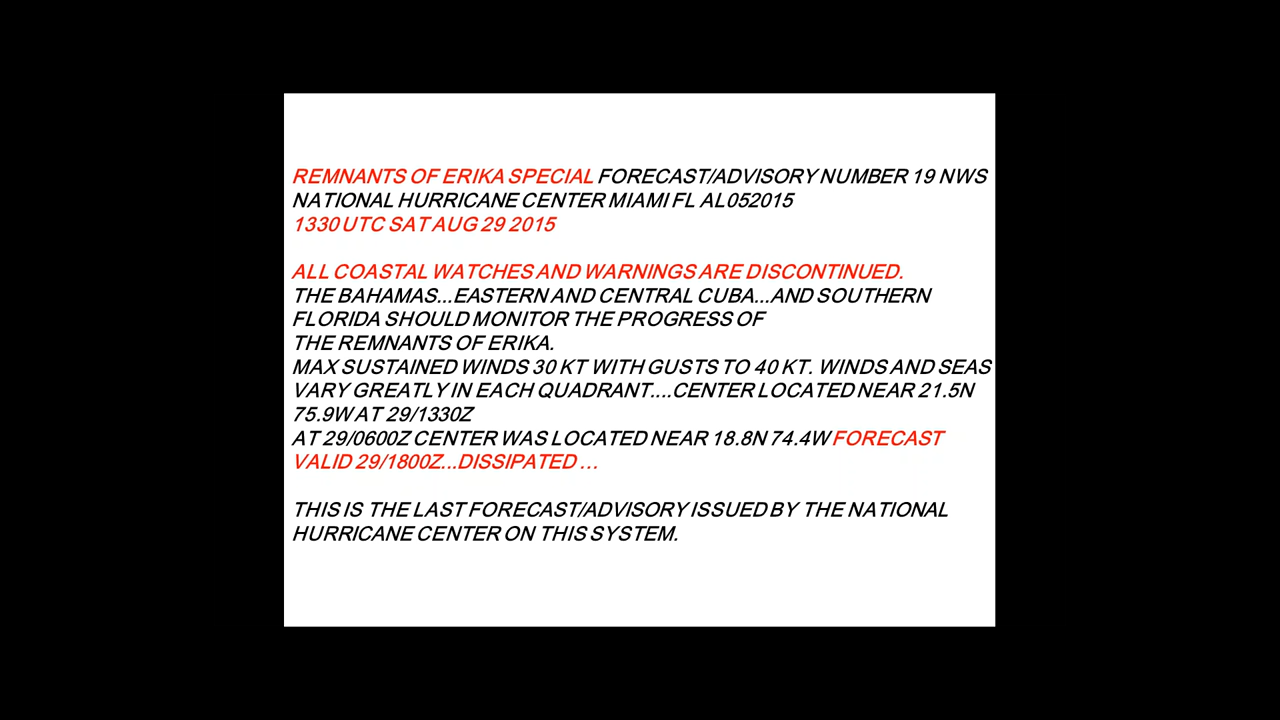 REMNANTS OF ERIKA SPECIAL FORECAST/ADVISORY NUMBER 19 NWS
NATIONAL HURRICANE CENTER MIAMI FL AL052015
1330 UTC SAT AUG 29 2015
ALL COASTAL WATCHES AND WARNINGS ARE DISCONTINUED.
THE BAHAMAS...EASTERN AND CENTRAL CUBA...AND SOUTHERN
FLORIDA SHOULD MONITOR THE PROGRESS OF
THE REMNANTS OF ERIKA.
MAX SUSTAINED WINDS 30 KT WITH GUSTS TO 40 KT. WINDS AND SEAS
VARY GREATLY IN EACH QUADRANT....CENTER LOCATED NEAR 21.5N
75.9W AT 29/1330Z
AT 29/0600Z CENTER WAS LOCATED NEAR 18.8N 74.4W FORECAST
VALID 29/1800Z...DISSIPATED ...
THIS IS THE LAST FORECAST/ADVISORY ISSUED BY THE NATIONAL
HURRICANE CENTER ON THIS SYSTEM.